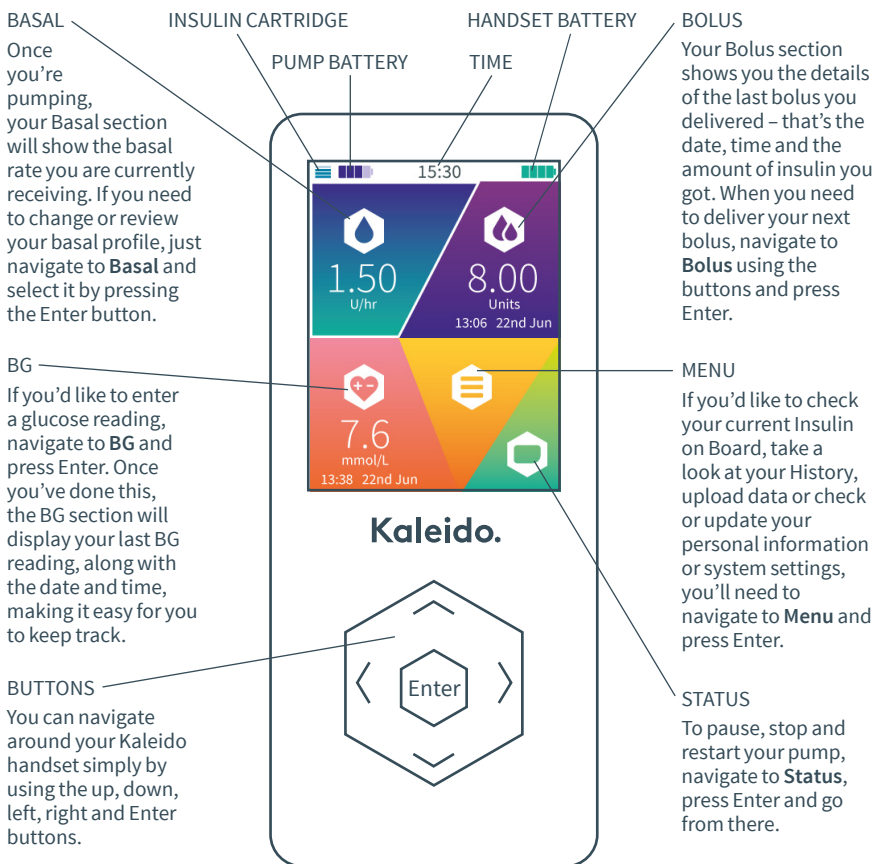 BASAL
Once
you're
pumping,
your Basal section
will show the basal
rate you are currently
receiving. If you need
to change or review
your basal profile, just
navigate to Basal and
select it by pressing
the Enter button.
BG
If you'd like to enter
a glucose reading,
navigate to BG and
press Enter. Once
you've done this,
the BG section will
display your last BG
reading, along with
the date and time,
making it easy for you
to keep track.
BUTTONS
You can navigate
around your Kaleido
handset simply by
using the up, down,
left, right and Enter
buttons.
INSULIN CARTRIDGE
HANDSET BATTERY
PUMP BATTERY
TIME
15:30
1.50
U/hr
8.00
Units
13:06 22nd Jun
7.6
mmol/L
13:38 22nd Jun
Kaleido.
Enter
BOLUS
Your Bolus section
shows you the details
of the last bolus you
delivered – that's the
date, time and the
amount of insulin you
got. When you need
to deliver your next
bolus, navigate to
Bolus using the
buttons and press
Enter.
MENU
If you'd like to check
your current Insulin
on Board, take a
look at your History,
upload data or check
or update your
personal information
or system settings,
you'll need to
navigate to Menu and
press Enter.
STATUS
To pause, stop and
restart your pump,
navigate to Status,
press Enter and go
from there.